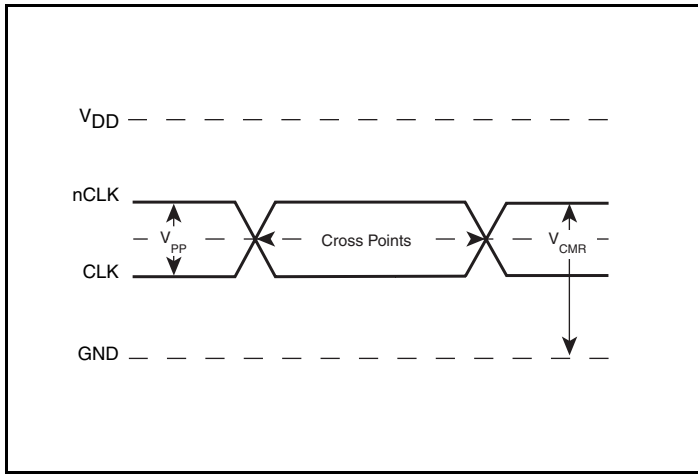 VDD
nCLK
VPP
Cross Points
VCMR
CLK
GND